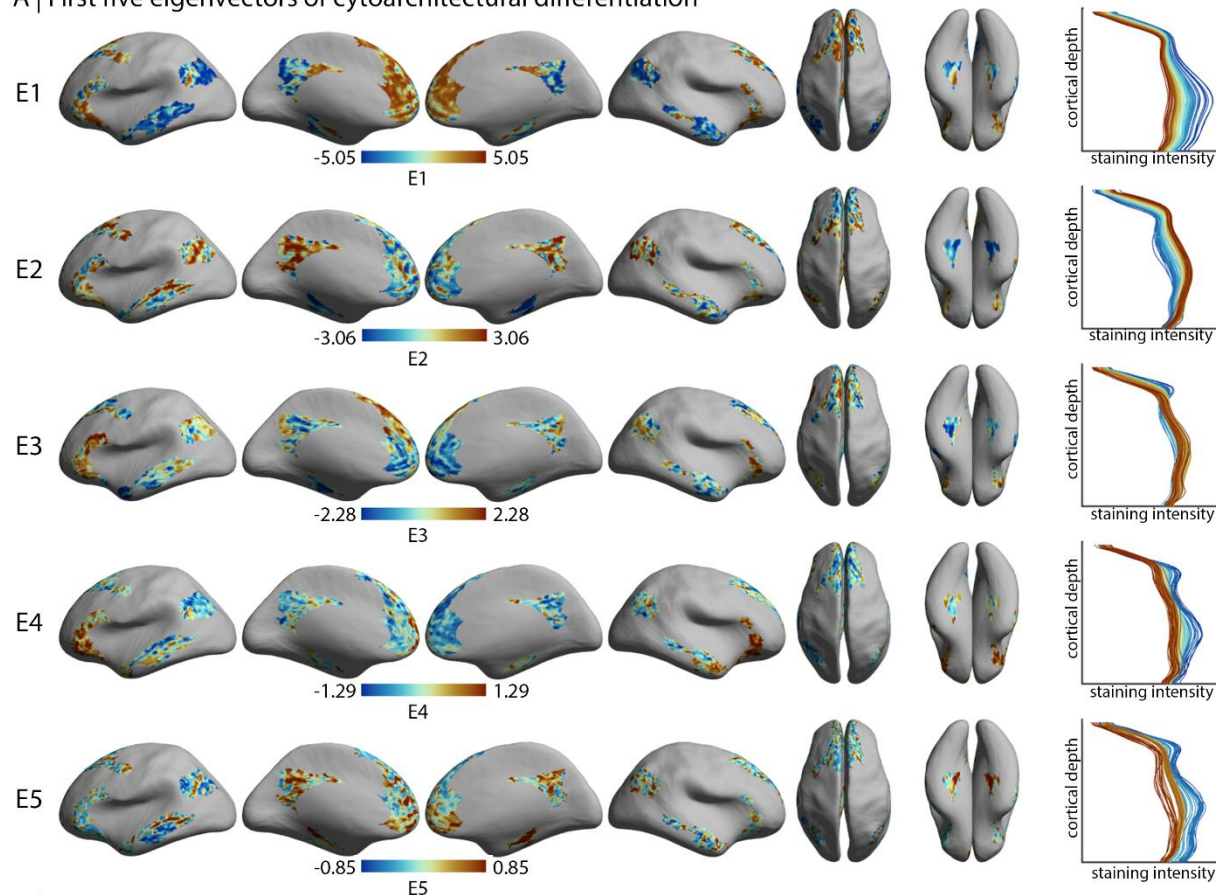 A | First five eigenvectors of cytoarchitectural differentiation
E1
-5.05 5.05
E1
cortical depth
staining intensity
E2
-3.06 3.06
E2
cortical depth
staining intensity
E3
-2.28 2.28
E3
cortical depth
staining intensity
E4
-1.29 1.29
E4
cortical depth
staining intensity
E5
-0.85 0.85
E5
cortical depth
staining intensity